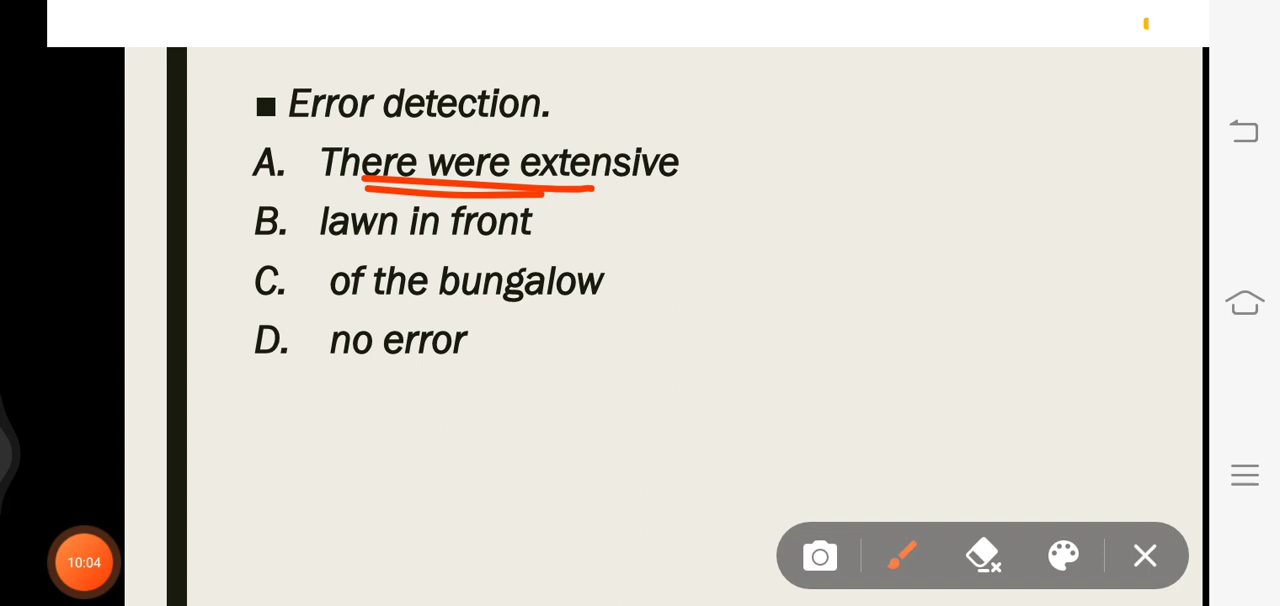 ■ Error detection.
A. There were extensive
B. lawn in front
C. of the bungalow
D. no error
10:04